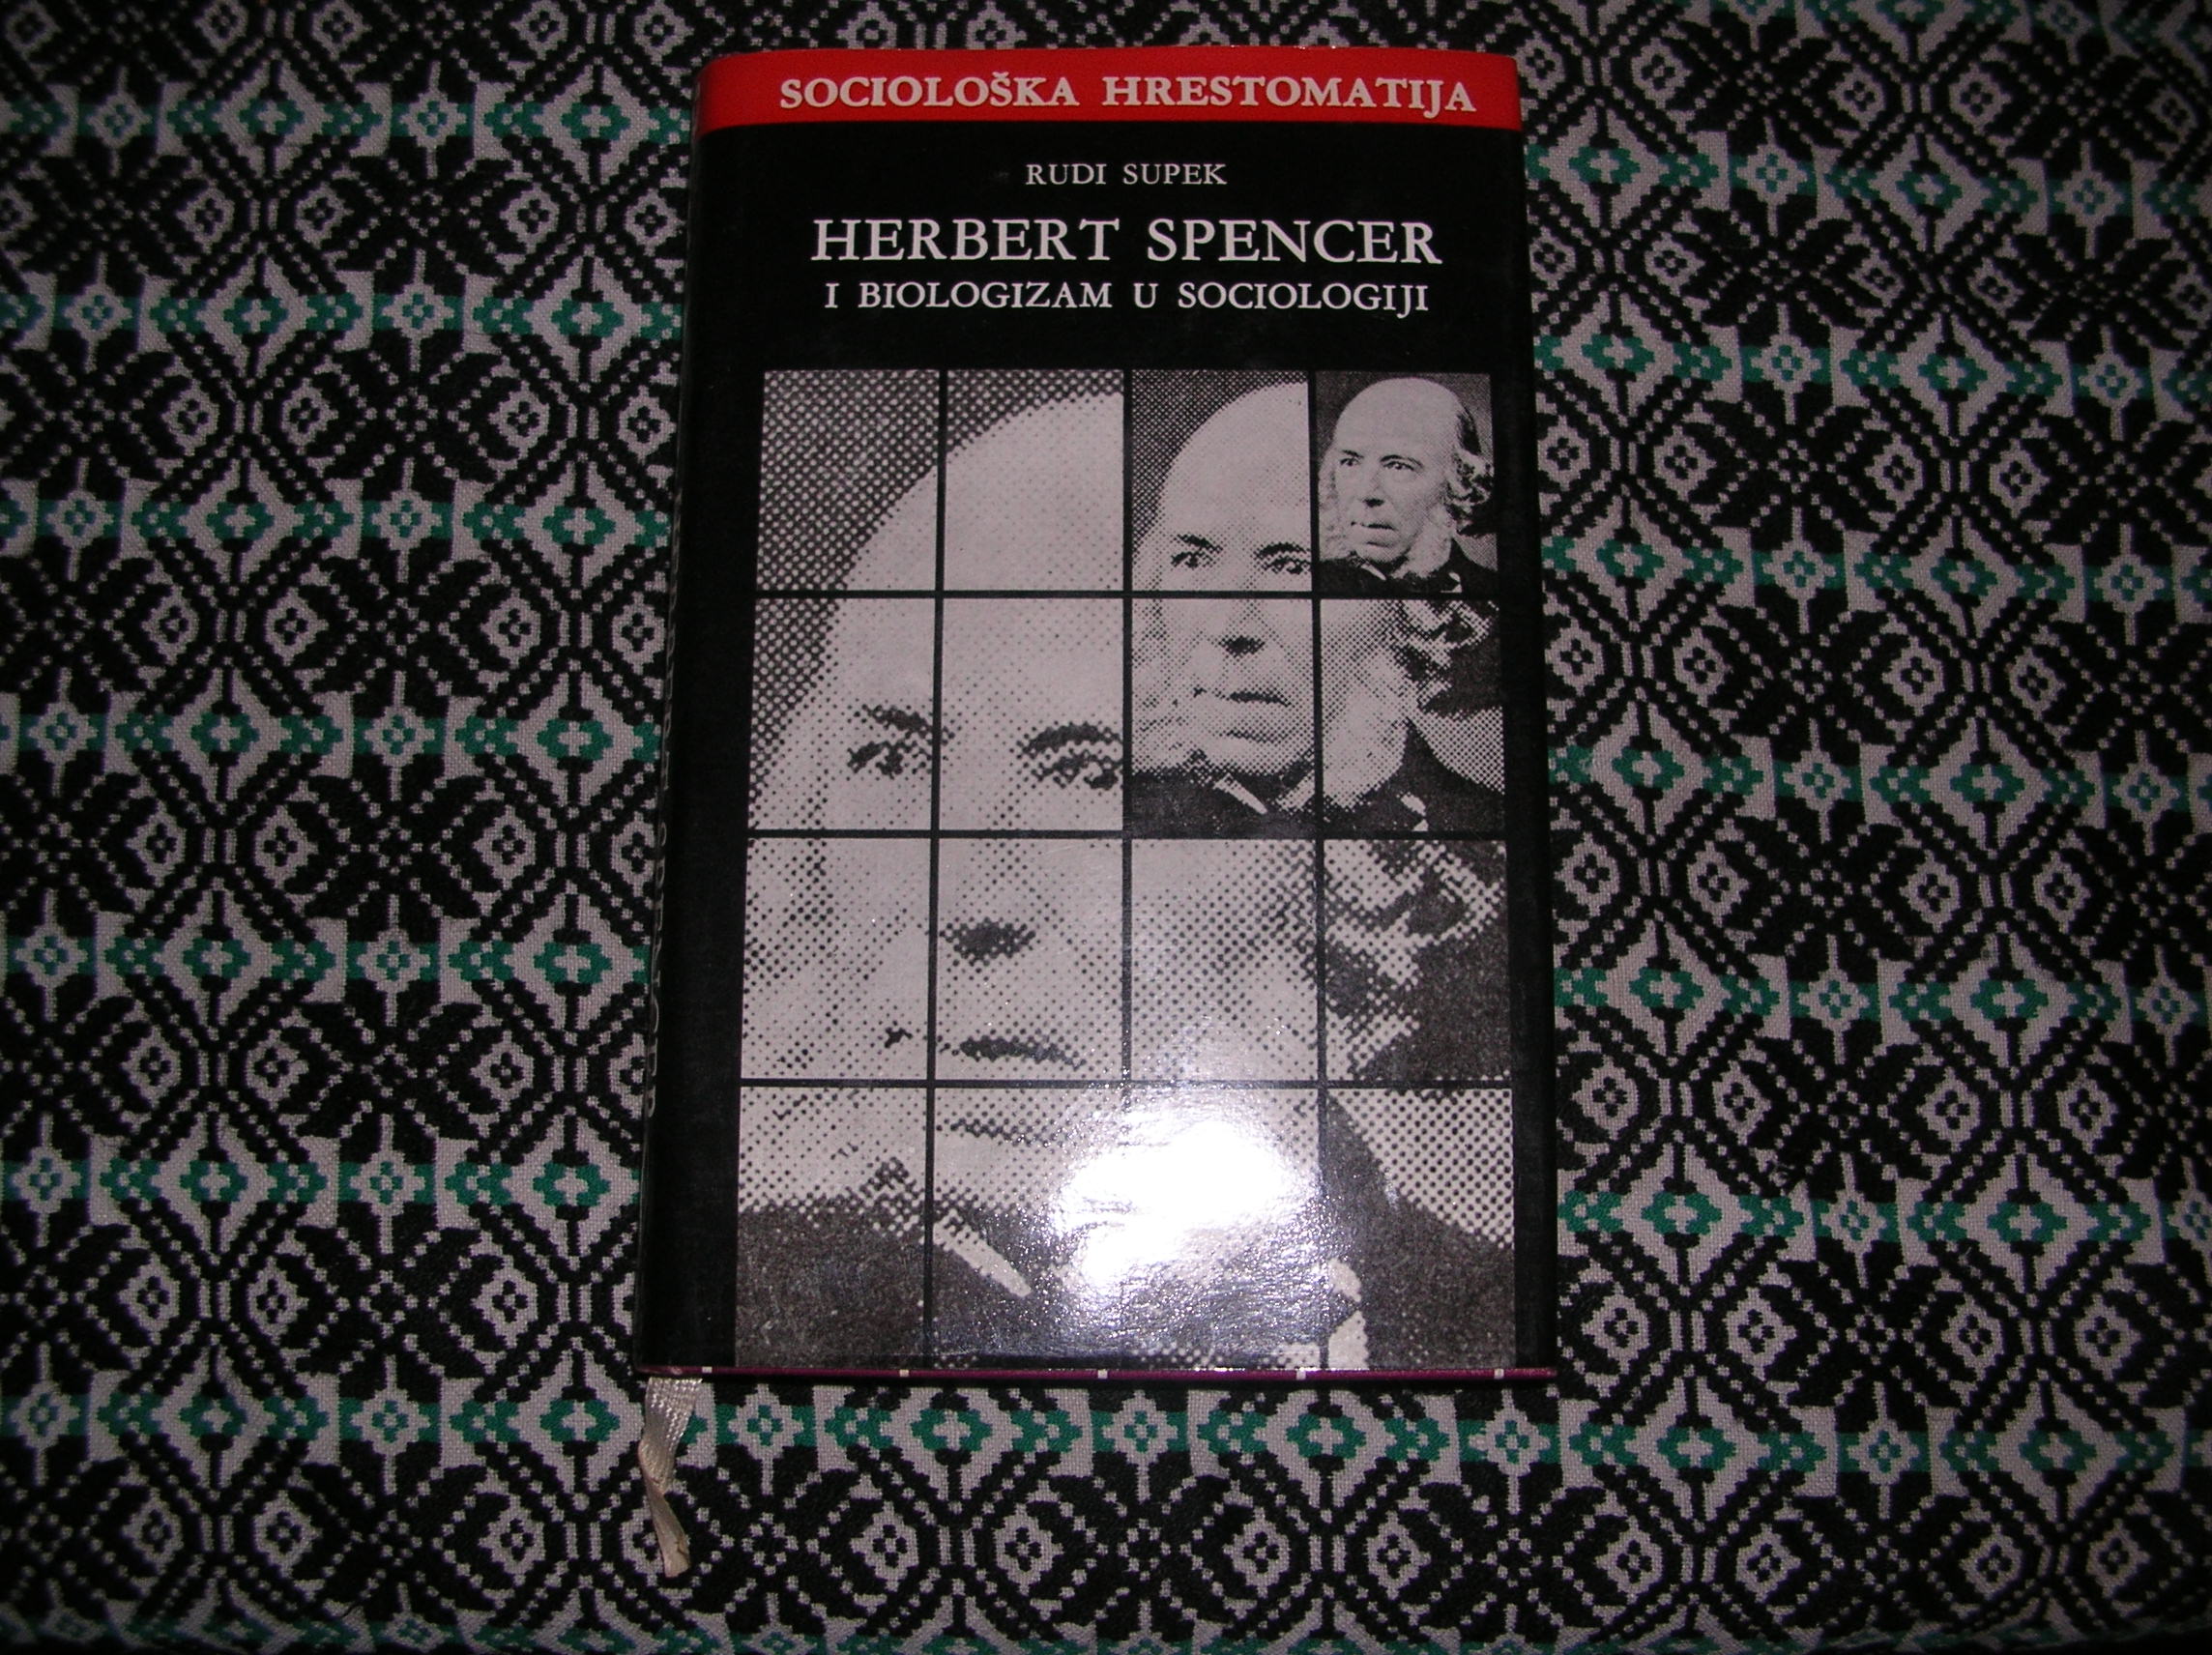 SOCIOLOŠKA HRESTOMATIJA
RUDI SUPEK
HERBERT SPENCER
I BIOLOGIZAM U SOCIOLOGIJI